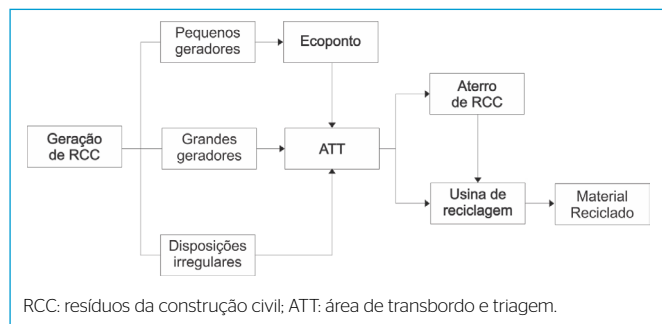 Pequenos
geradores
Ecoponto
Aterro
de RCC
Geração
de RCC
Grandes
geradores
ATT
Usina de
reciclagem
Material
Reciclado
Disposições
irregulares
RCC: resíduos da construção civil; ATT: área de transbordo e triagem.